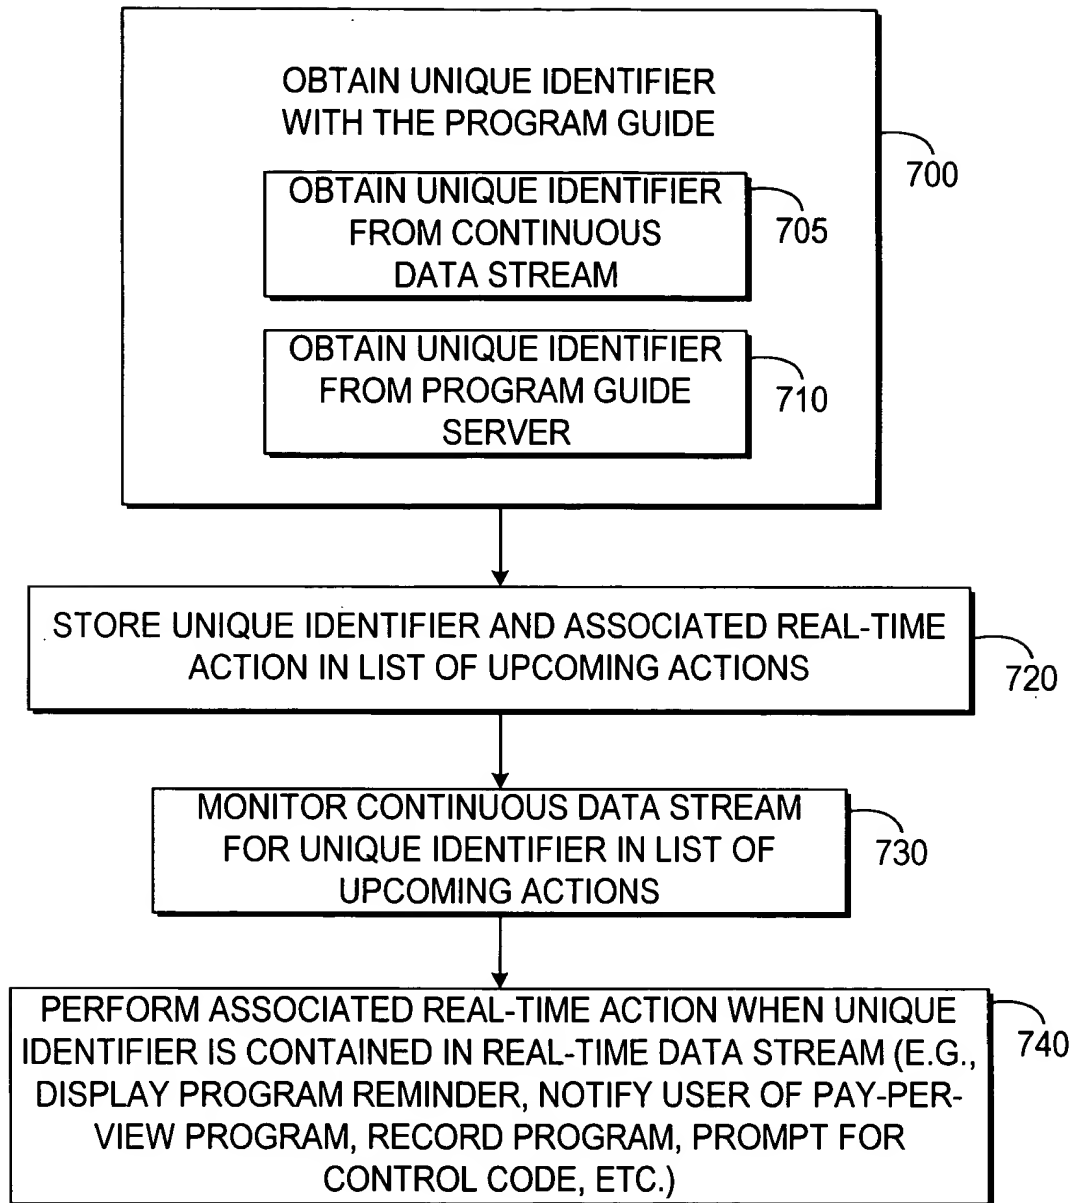 OBTAIN UNIQUE IDENTIFIER
WITH THE PROGRAM GUIDE
700
OBTAIN UNIQUE IDENTIFIER
FROM CONTINUOUS
DATA STREAM
705
OBTAIN UNIQUE IDENTIFIER
FROM PROGRAM GUIDE
SERVER
710
STORE UNIQUE IDENTIFIER AND ASSOCIATED REAL-TIME
ACTION IN LIST OF UPCOMING ACTIONS
720
MONITOR CONTINUOUS DATA STREAM
FOR UNIQUE IDENTIFIER IN LIST OF
UPCOMING ACTIONS
730
PERFORM ASSOCIATED REAL-TIME ACTION WHEN UNIQUE
IDENTIFIER IS CONTAINED IN REAL-TIME DATA STREAM (E.G.,
DISPLAY PROGRAM REMINDER, NOTIFY USER OF PAY-PER-
VIEW PROGRAM, RECORD PROGRAM, PROMPT FOR
CONTROL CODE, ETC.)
740